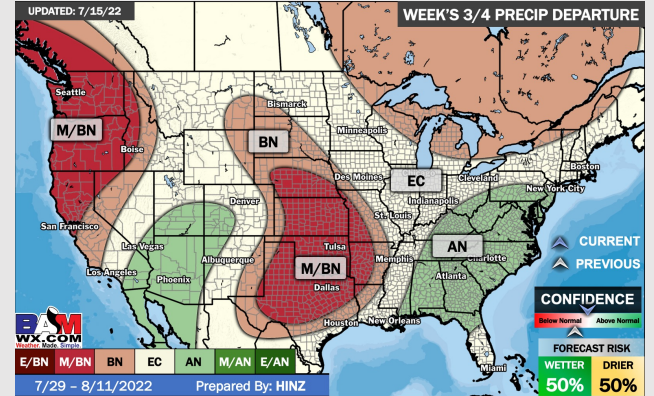 UPDATED: 7/15/22
WEEK'S 3/4 PRECIP DEPARTURE
Seattle
Bismarck
M/BN
Boise
BN
Minneapolis
Des Moines
EC
Cleveland
Boston
New York City
Denver
Indianapolis
St. Louis
San Francisco
Las Vegas
Tulsa
AN
Albuquerque
M/BN
Memphis
Charlotte
Los Angeles
Phoenix
Dallas
Atlanta
Houston
New Orleans
Miami
CURRENT
PREVIOUS
CONFIDENCE
Below Normal Above Normal
FORECAST RISK
WETTER DRIER
50% 50%
BAM
WX.COM
Weather. Made. Simple.
E/BN M/BN BN EC AN M/AN E/AN
7/29 – 8/11/2022 Prepared By: HINZ